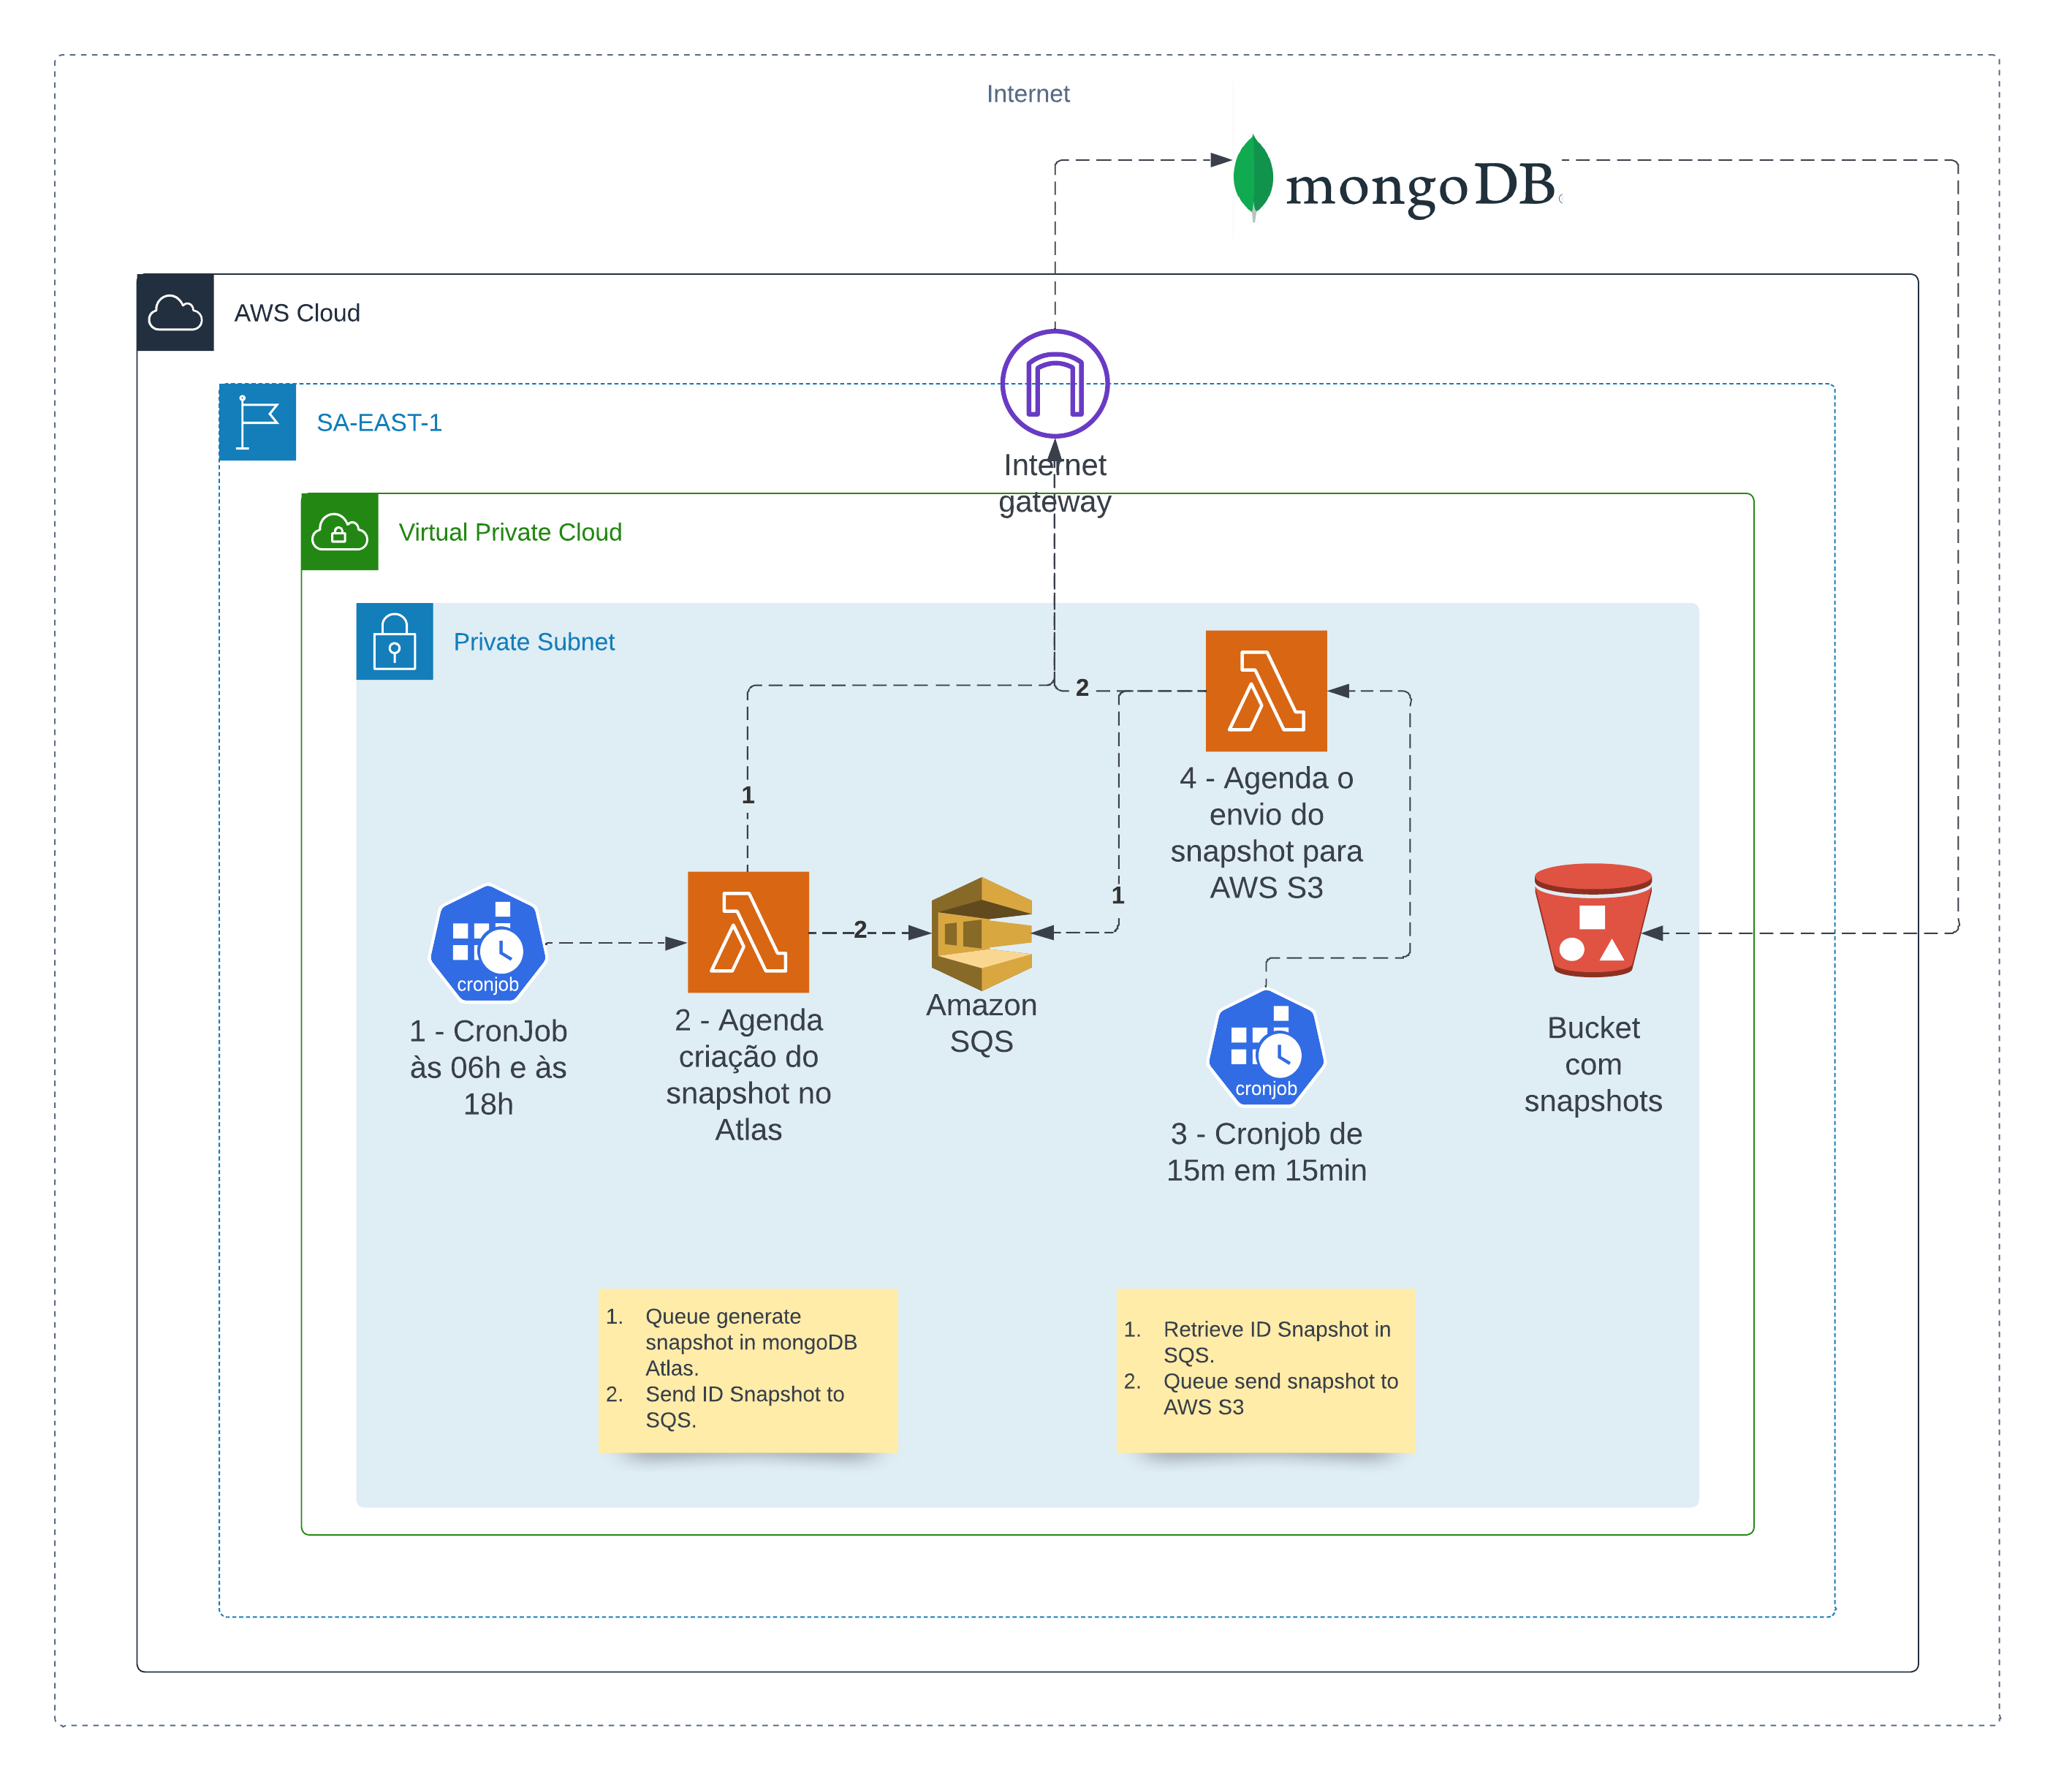 Internet
mongoDB
AWS Cloud
SA-EAST-1
Internet
gateway
Virtual Private Cloud
Private Subnet
2
1
4 - Agenda o
envio do
snapshot para
AWS S3
1
2
cronjob
1 - CronJob
às 06h e às
18h
2 - Agenda
criação do
snapshot no
Atlas
Amazon
SQS
cronjob
3 - Cronjob de
15m em 15min
Bucket
com
snapshots
1. Queue generate
snapshot in mongoDB
Atlas.
2. Send ID Snapshot to
SQS.
1. Retrieve ID Snapshot in
SQS.
2. Queue send snapshot to
AWS S3